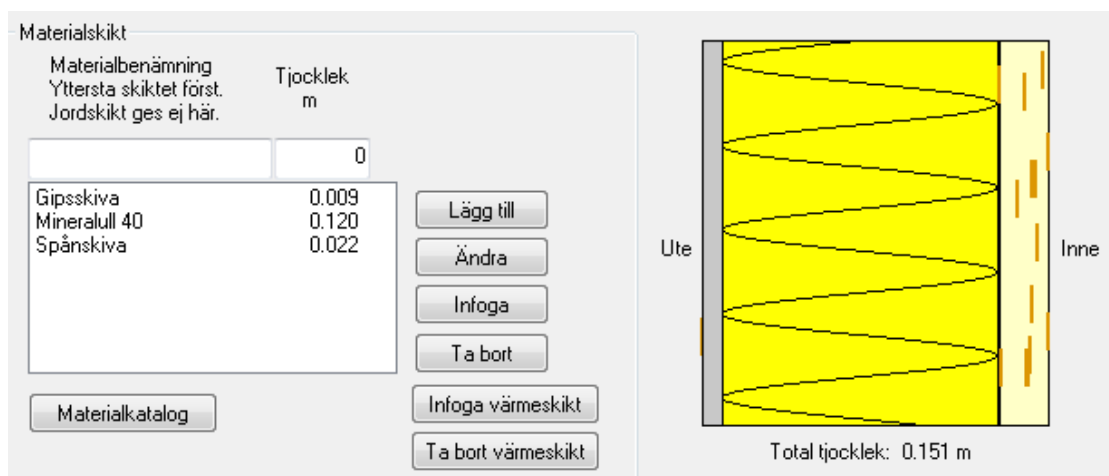 Materialskikt
Materialbenämning
Yttersta skiktet först.
Jordskikt ges ej här.
Tjocklek
m
0
Gipsskiva 0.009
Mineralull 40 0.120
Spånskiva 0.022
Lägg till
Ändra
Infoga
Ta bort
Materialkatalog
Infoga värmeskikt
Ta bort värmeskikt
Ute
Inne
Total tjocklek: 0.151 m